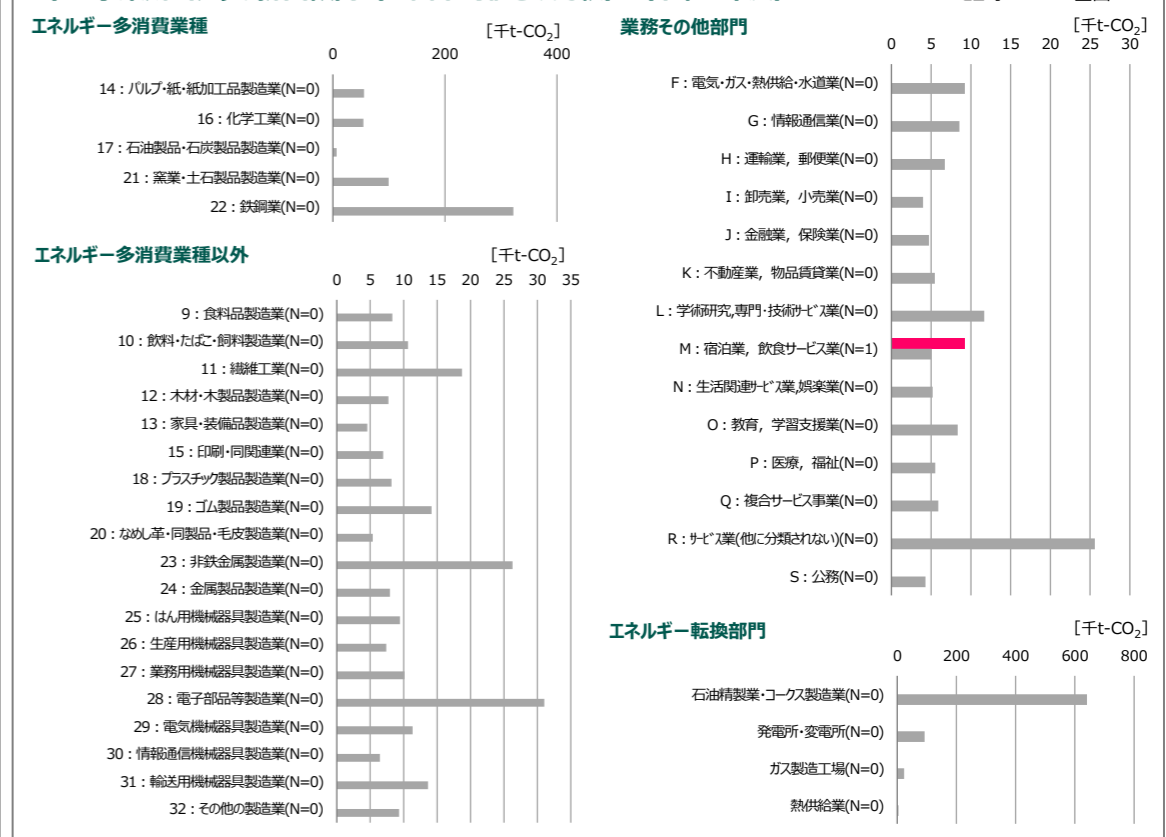 エネルギー多消費業種
[千t-CO2]
0 200 400
14：パルプ・紙・紙加工品製造業(N=0)
16：化学工業(N=0)
17：石油製品・石炭製品製造業(N=0)
21：窯業・土石製品製造業(N=0)
22：鉄鋼業(N=0)
エネルギー多消費業種以外
[千t-CO2]
0 5 10 15 20 25 30 35
9：食料品製造業(N=0)
10：飲料・たばこ・飼料製造業(N=0)
11：繊維工業(N=0)
12：木材・木製品製造業(N=0)
13：家具・装備品製造業(N=0)
15：印刷・同関連業(N=0)
18：プラスチック製品製造業(N=0)
19：ゴム製品製造業(N=0)
20：なめし革・同製品・毛皮製造業(N=0)
23：非鉄金属製造業(N=0)
24：金属製品製造業(N=0)
25：はん用機械器具製造業(N=0)
26：生産用機械器具製造業(N=0)
27：業務用機械器具製造業(N=0)
28：電子部品等製造業(N=0)
29：電気機械器具製造業(N=0)
30：情報通信機械器具製造業(N=0)
31：輸送用機械器具製造業(N=0)
32：その他の製造業(N=0)
業務その他部門
[千t-CO2]
0 5 10 15 20 25 30
F：電気・ガス・熱供給・水道業(N=0)
G：情報通信業(N=0)
H：運輸業，郵便業(N=0)
I：卸売業，小売業(N=0)
J：金融業，保険業(N=0)
K：不動産業，物品賃貸業(N=0)
L：学術研究,専門・技術ｻｰﾋﾞｽ業(N=0)
M：宿泊業，飲食サービス業(N=1)
N：生活関連ｻｰﾋﾞｽ業,娯楽業(N=0)
O：教育，学習支援業(N=0)
P：医療，福祉(N=0)
Q：複合サービス事業(N=0)
R：ｻｰﾋﾞｽ業(他に分類されない)(N=0)
S：公務(N=0)
エネルギー転換部門
[千t-CO2]
0 200 400 600 800
石油精製業・コークス製造業(N=0)
発電所・変電所(N=0)
ガス製造工場(N=0)
熱供給業(N=0)